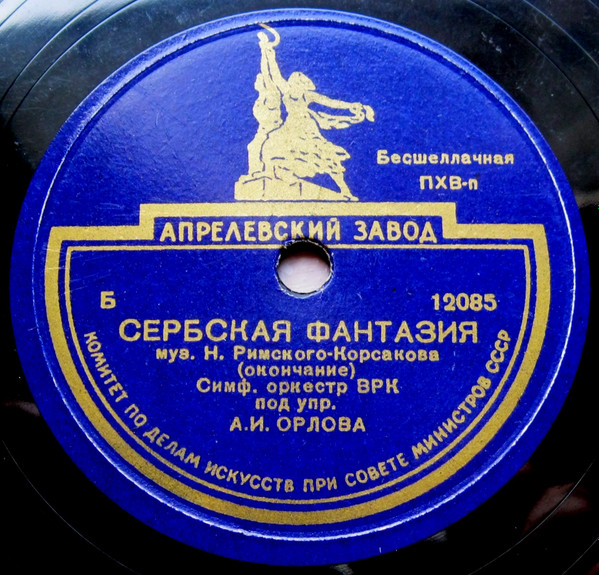 Бесшеллачная
ПХВ-п
АПРЕЛЕВСКИЙ ЗАВОД
Б 12085
СЕРБСКАЯ ФАНТАЗИЯ
муз. Н. Римского-Корсакова
(окончание)
Симф. оркестр ВРК
под упр.
А.И. ОРЛОВА
КОМИТЕТ ПО ДЕЛАМ ИСКУССТВ ПРИ СОВЕТЕ МИНИСТРОВ СССР